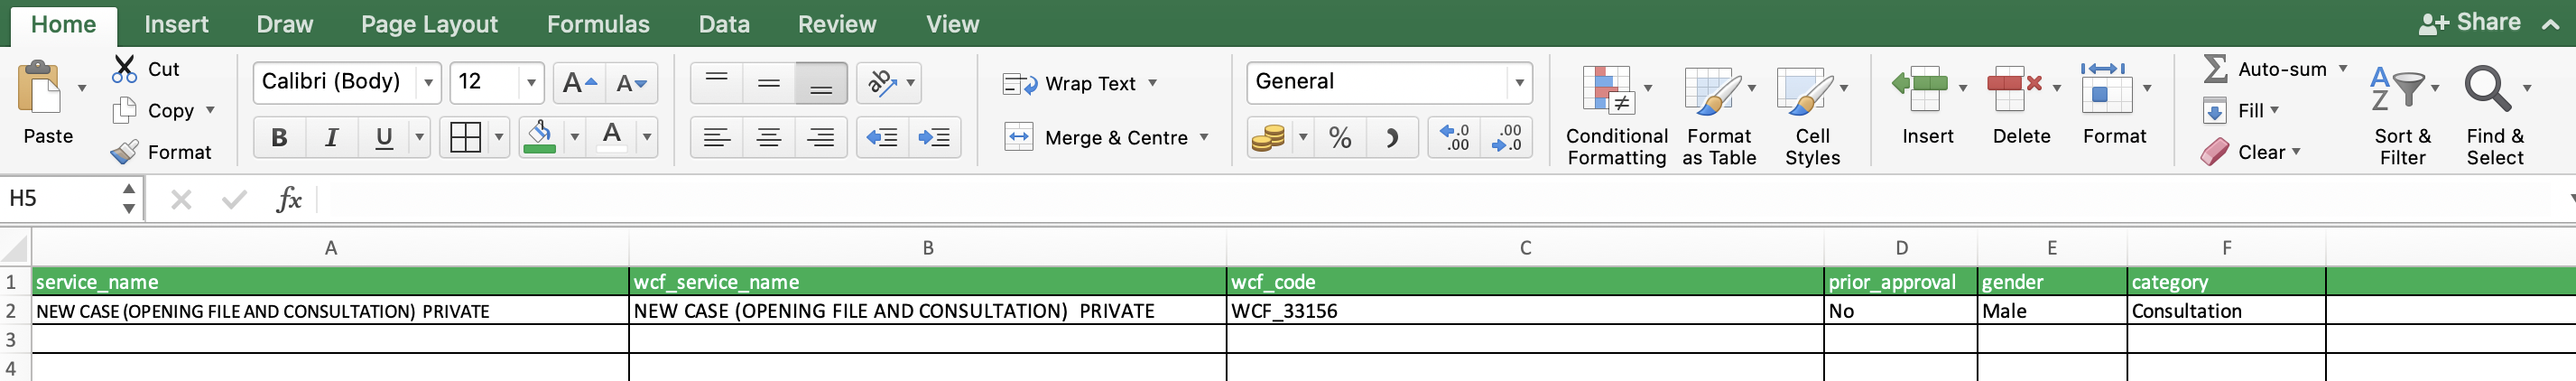 Home Insert Draw Page Layout Formulas Data Review View Share
Paste
Cut
Copy
Format
Calibri (Body) 12 A A
B I U A
ab
Wrap Text
Merge & Centre
General
% .0 .00 .00 .0
Conditional Formatting
Format as Table
Cell Styles
Insert
Delete
Format
Auto-sum
Fill
Clear
Sort & Filter
Find & Select
H5 fx
A B C D E F
1 service_name wcf_service_name wcf_code prior_approval gender category
2 NEW CASE (OPENING FILE AND CONSULTATION) PRIVATE NEW CASE (OPENING FILE AND CONSULTATION) PRIVATE WCF_33156 No Male Consultation
3
4